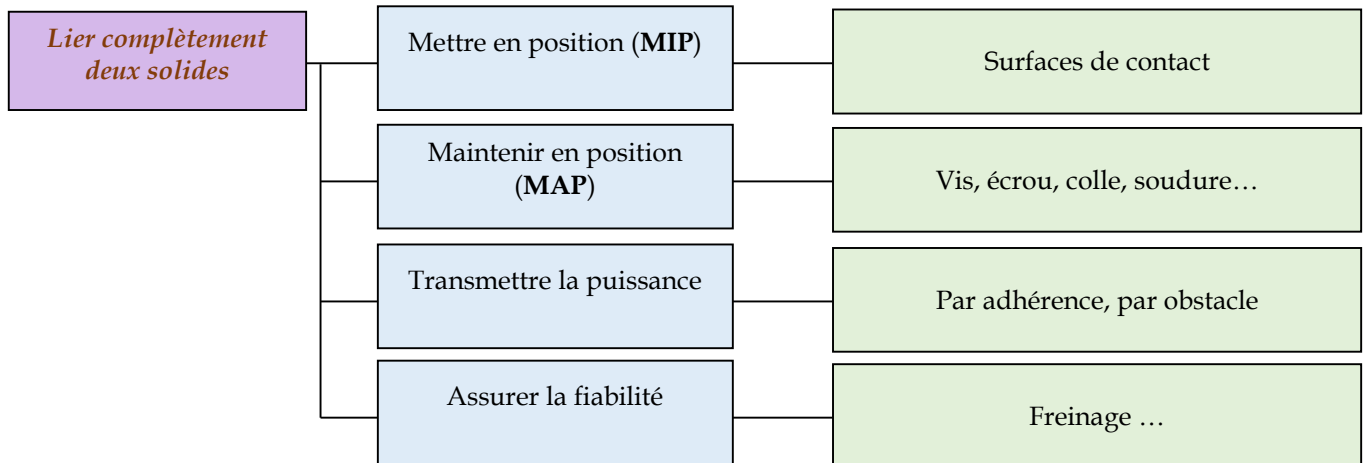 Lier complètement
deux solides
Mettre en position (MIP)
Surfaces de contact
Maintenir en position
(MAP)
Vis, écrou, colle, soudure…
Transmettre la puissance
Par adhérence, par obstacle
Assurer la fiabilité
Freinage …